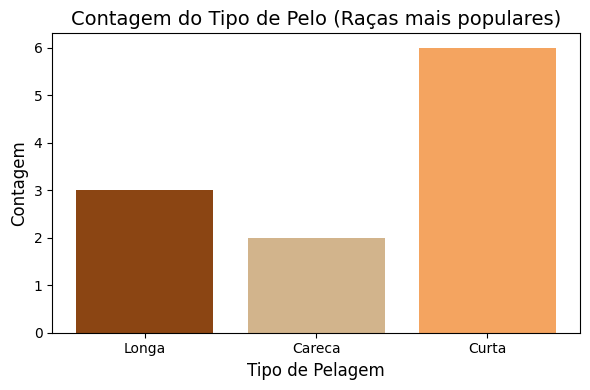 Contagem do Tipo de Pelo (Raças mais populares)
Contagem
6
5
4
3
2
1
0
Longa Careca Curta
Tipo de Pelagem